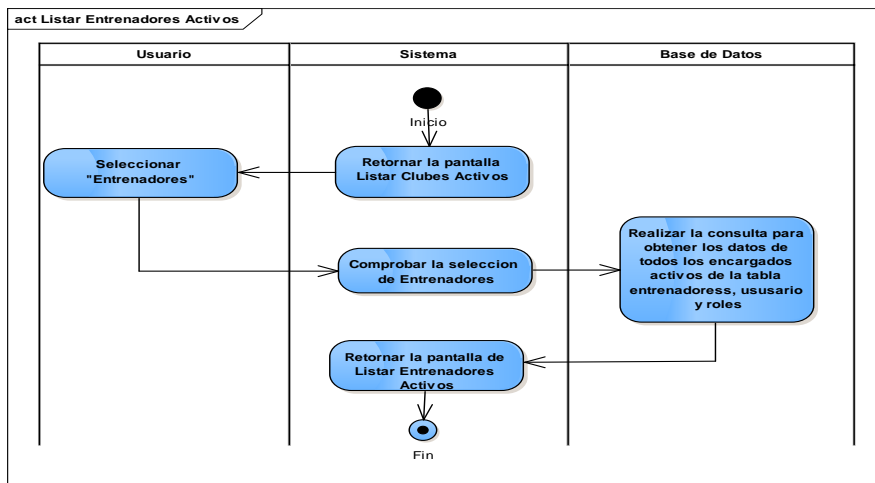 act Listar Entrenadores Activos
Usuario
Sistema
Base de Datos
Inicio
Retornar la pantalla
Listar Clubes Activos
Seleccionar
"Entrenadores"
Comprobar la seleccion
de Entrenadores
Realizar la consulta para
obtener los datos de
todos los encargados
activos de la tabla
entrenadoress, ususario
y roles
Retornar la pantalla de
Listar Entrenadores
Activos
Fin